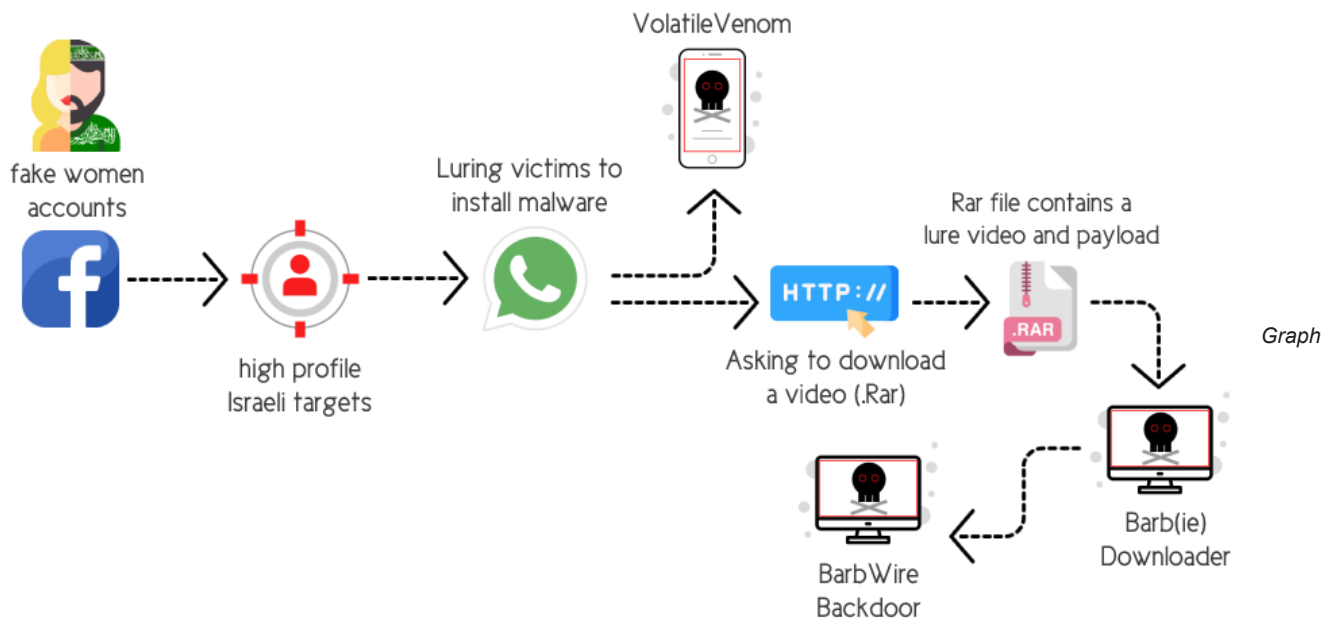 VolatileVenom
fake women
accounts
Luring victims to
install malware
Rar file contains a
lure video and payload
HTTP://
.RAR
Graph
high profile
Israeli targets
Asking to download
a video (.Rar)
Barb(ie)
Downloader
BarbWire
Backdoor